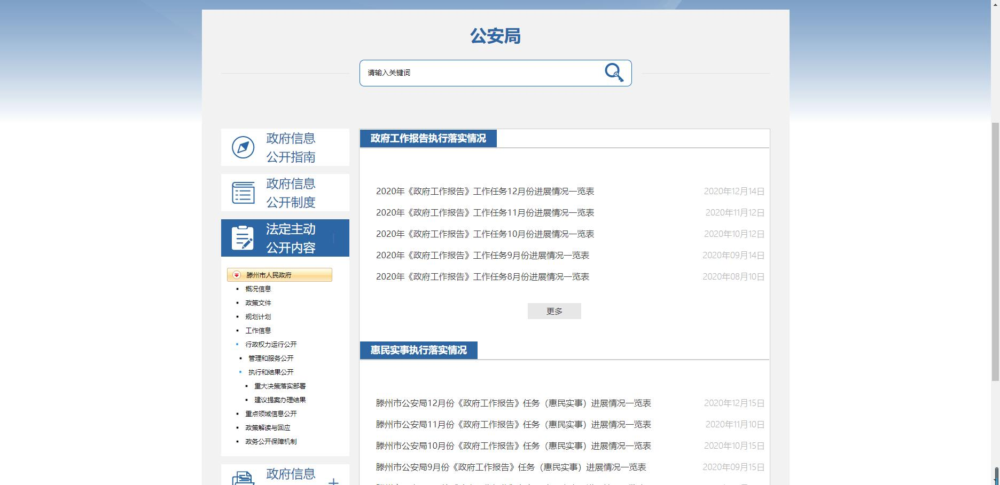 公安局
请输入关键词
政府信息
公开指南
政府信息
公开制度
法定主动
公开内容
滕州市人民政府
概况信息
政策文件
规划计划
工作信息
行政权力运行公开
管理和服务公开
执行和结果公开
重大决策落实部署
建议提案办理结果
重点领域信息公开
政策解读与回应
政务公开保障机制
政府信息
政府工作报告执行落实情况
2020年《政府工作报告》工作任务12月份进展情况一览表 2020年12月14日
2020年《政府工作报告》工作任务11月份进展情况一览表 2020年11月12日
2020年《政府工作报告》工作任务10月份进展情况一览表 2020年10月12日
2020年《政府工作报告》工作任务9月份进展情况一览表 2020年09月14日
2020年《政府工作报告》工作任务8月份进展情况一览表 2020年08月10日
更多
惠民实事执行落实情况
滕州市公安局12月份《政府工作报告》任务（惠民实事）进展情况一览表 2020年12月15日
滕州市公安局11月份《政府工作报告》任务（惠民实事）进展情况一览表 2020年11月10日
滕州市公安局10月份《政府工作报告》任务（惠民实事）进展情况一览表 2020年10月15日
滕州市公安局9月份《政府工作报告》任务（惠民实事）进展情况一览表 2020年09月15日